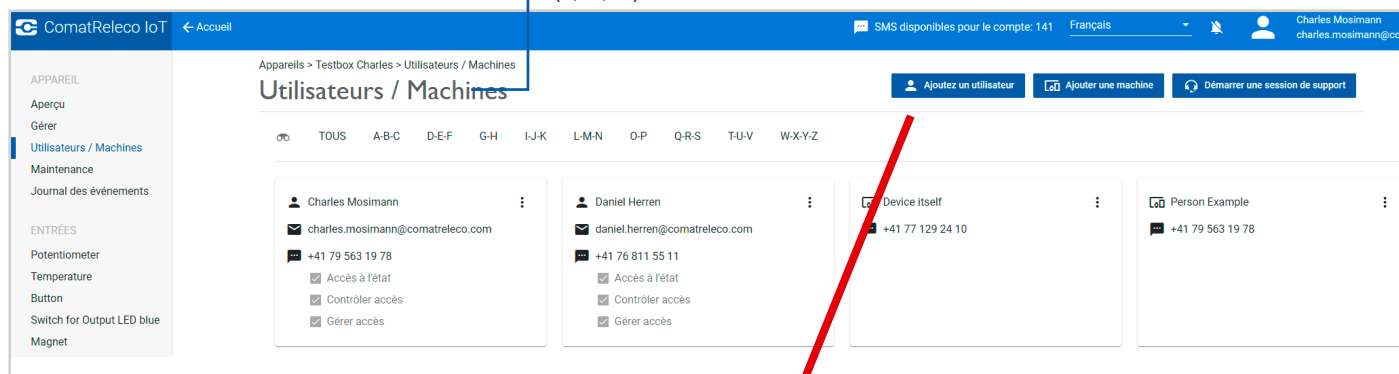 ComatReleco IoT
Accueil
SMS disponibles pour le compte: 141
Français
Charles Mosimann
charles.mosimann@co
APPAREIL
Aperçu
Gérer
Utilisateurs / Machines
Maintenance
Journal des événements
ENTRÉES
Potentiometer
Temperature
Button
Switch for Output LED blue
Magnet
Appareils > Testbox Charles > Utilisateurs / Machines
Utilisateurs / Machines
Ajoutez un utilisateur
Ajouter une machine
Démarrer une session de support
TOUS A-B-C D-E-F G-H I-J-K L-M-N O-P Q-R-S T-U-V W-X-Y-Z
Charles Mosimann
charles.mosimann@comatreleco.com
+41 79 563 19 78
Accès à l'état
Contrôler accès
Gérer accès
Daniel Herren
daniel.herren@comatreleco.com
+41 76 811 55 11
Accès à l'état
Contrôler accès
Gérer accès
Device itself
+41 77 129 24 10
Person Example
+41 79 563 19 78